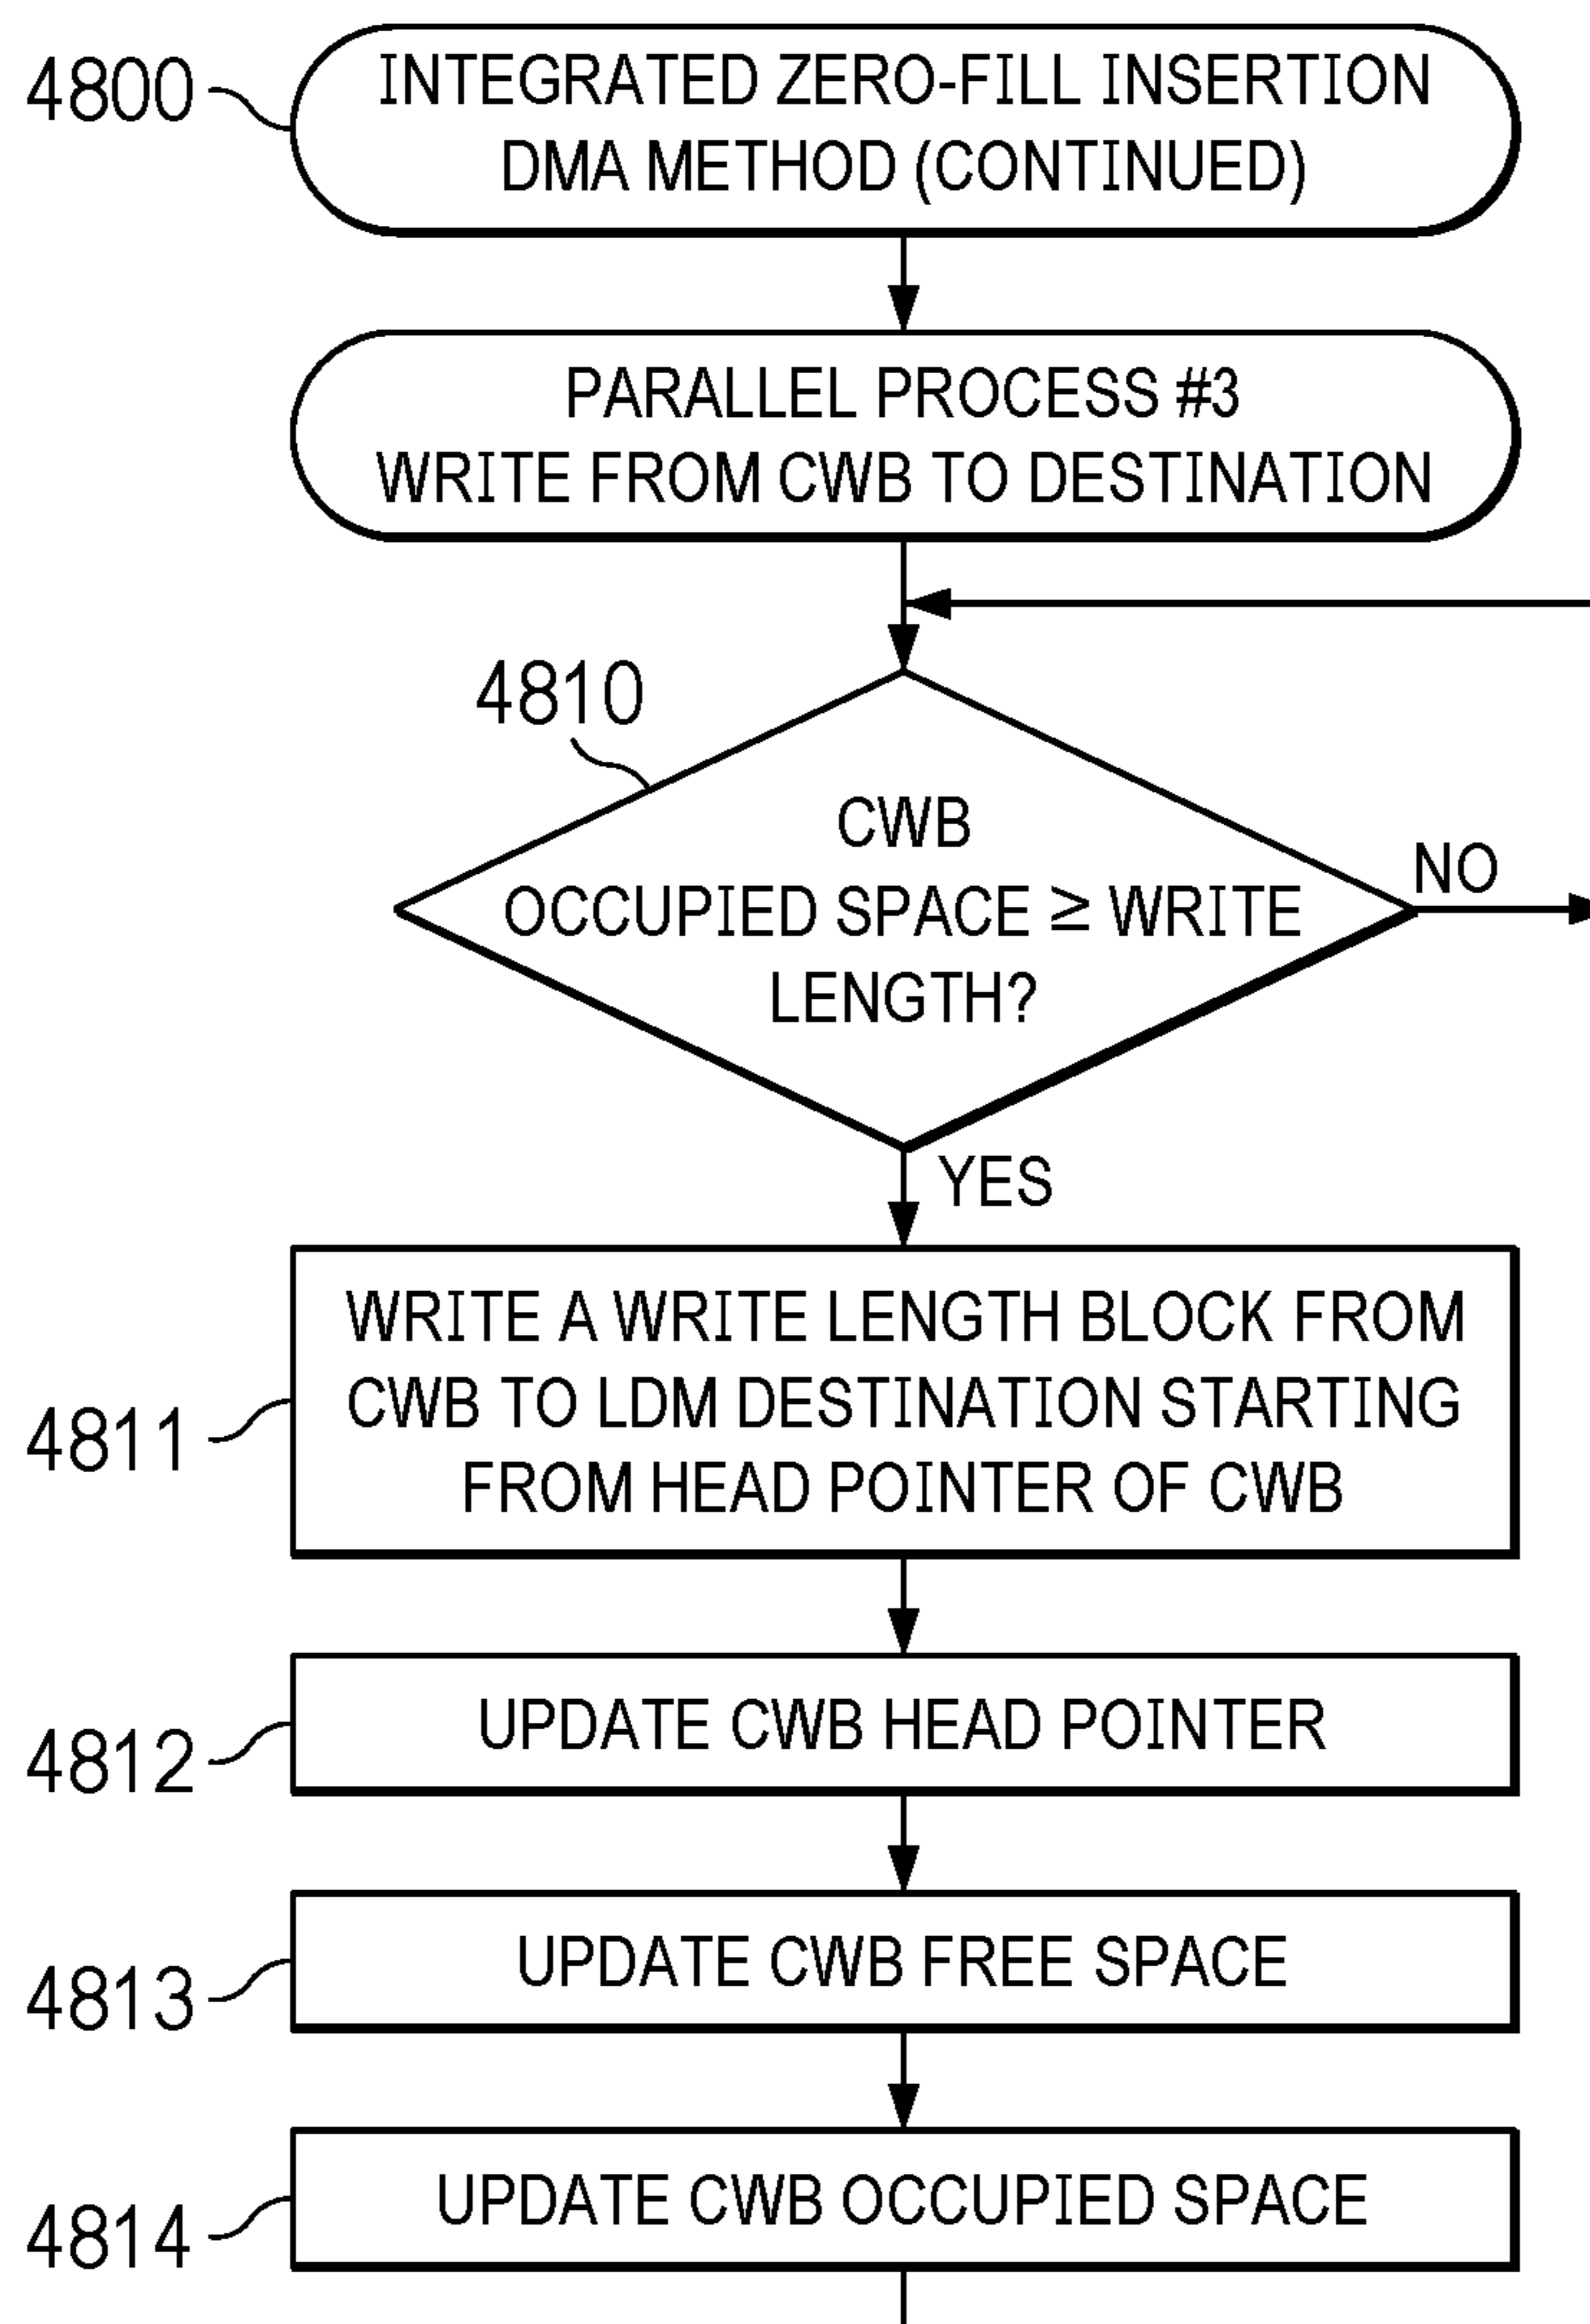 4800
INTEGRATED ZERO-FILL INSERTION
DMA METHOD (CONTINUED)
PARALLEL PROCESS #3
WRITE FROM CWB TO DESTINATION
4810
CWB
OCCUPIED SPACE ≥ WRITE
LENGTH?
NO
YES
4811
WRITE A WRITE LENGTH BLOCK FROM
CWB TO LDM DESTINATION STARTING
FROM HEAD POINTER OF CWB
4812
UPDATE CWB HEAD POINTER
4813
UPDATE CWB FREE SPACE
4814
UPDATE CWB OCCUPIED SPACE